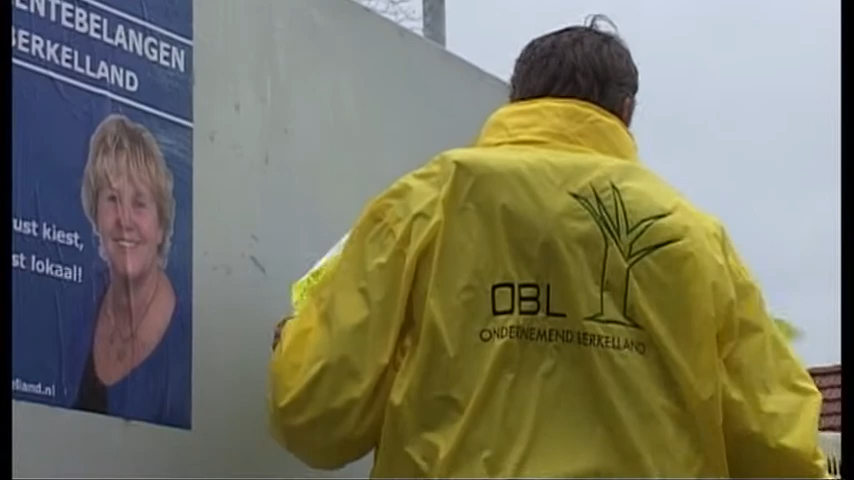 ENTEBELANGEN
BERKELLAND
ust kiest,
st lokaal!
elland.nl
OBL
ONDERNEMEND BERKELLAND